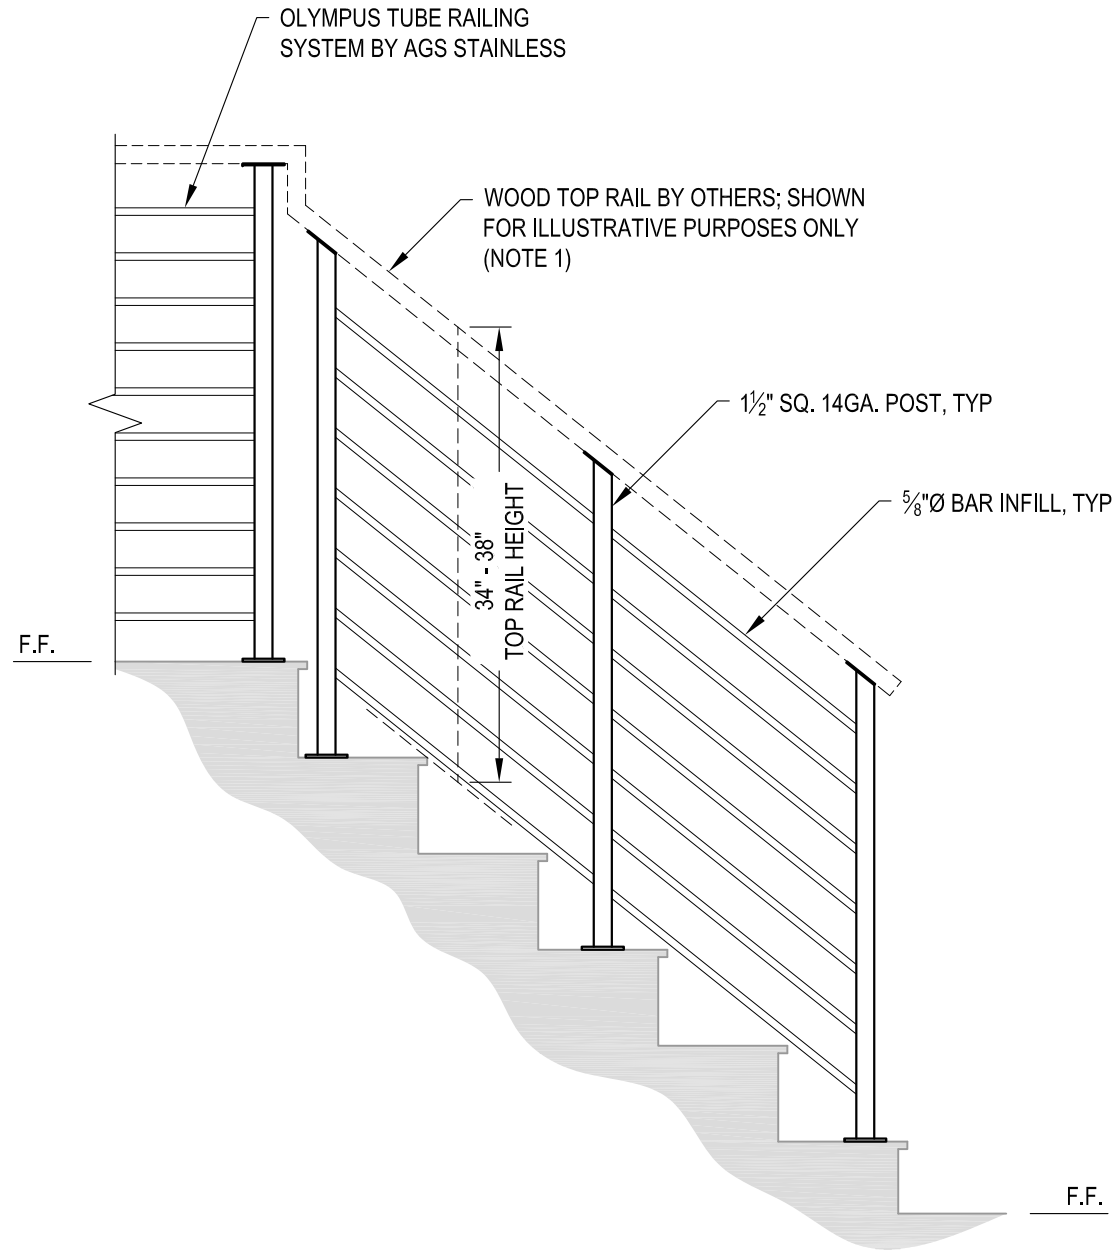 OLYMPUS TUBE RAILING
SYSTEM BY AGS STAINLESS
WOOD TOP RAIL BY OTHERS; SHOWN
FOR ILLUSTRATIVE PURPOSES ONLY
(NOTE 1)
1½" SQ. 14GA. POST, TYP
⅝"Ø BAR INFILL, TYP
34" - 38"
TOP RAIL HEIGHT
F.F.
F.F.